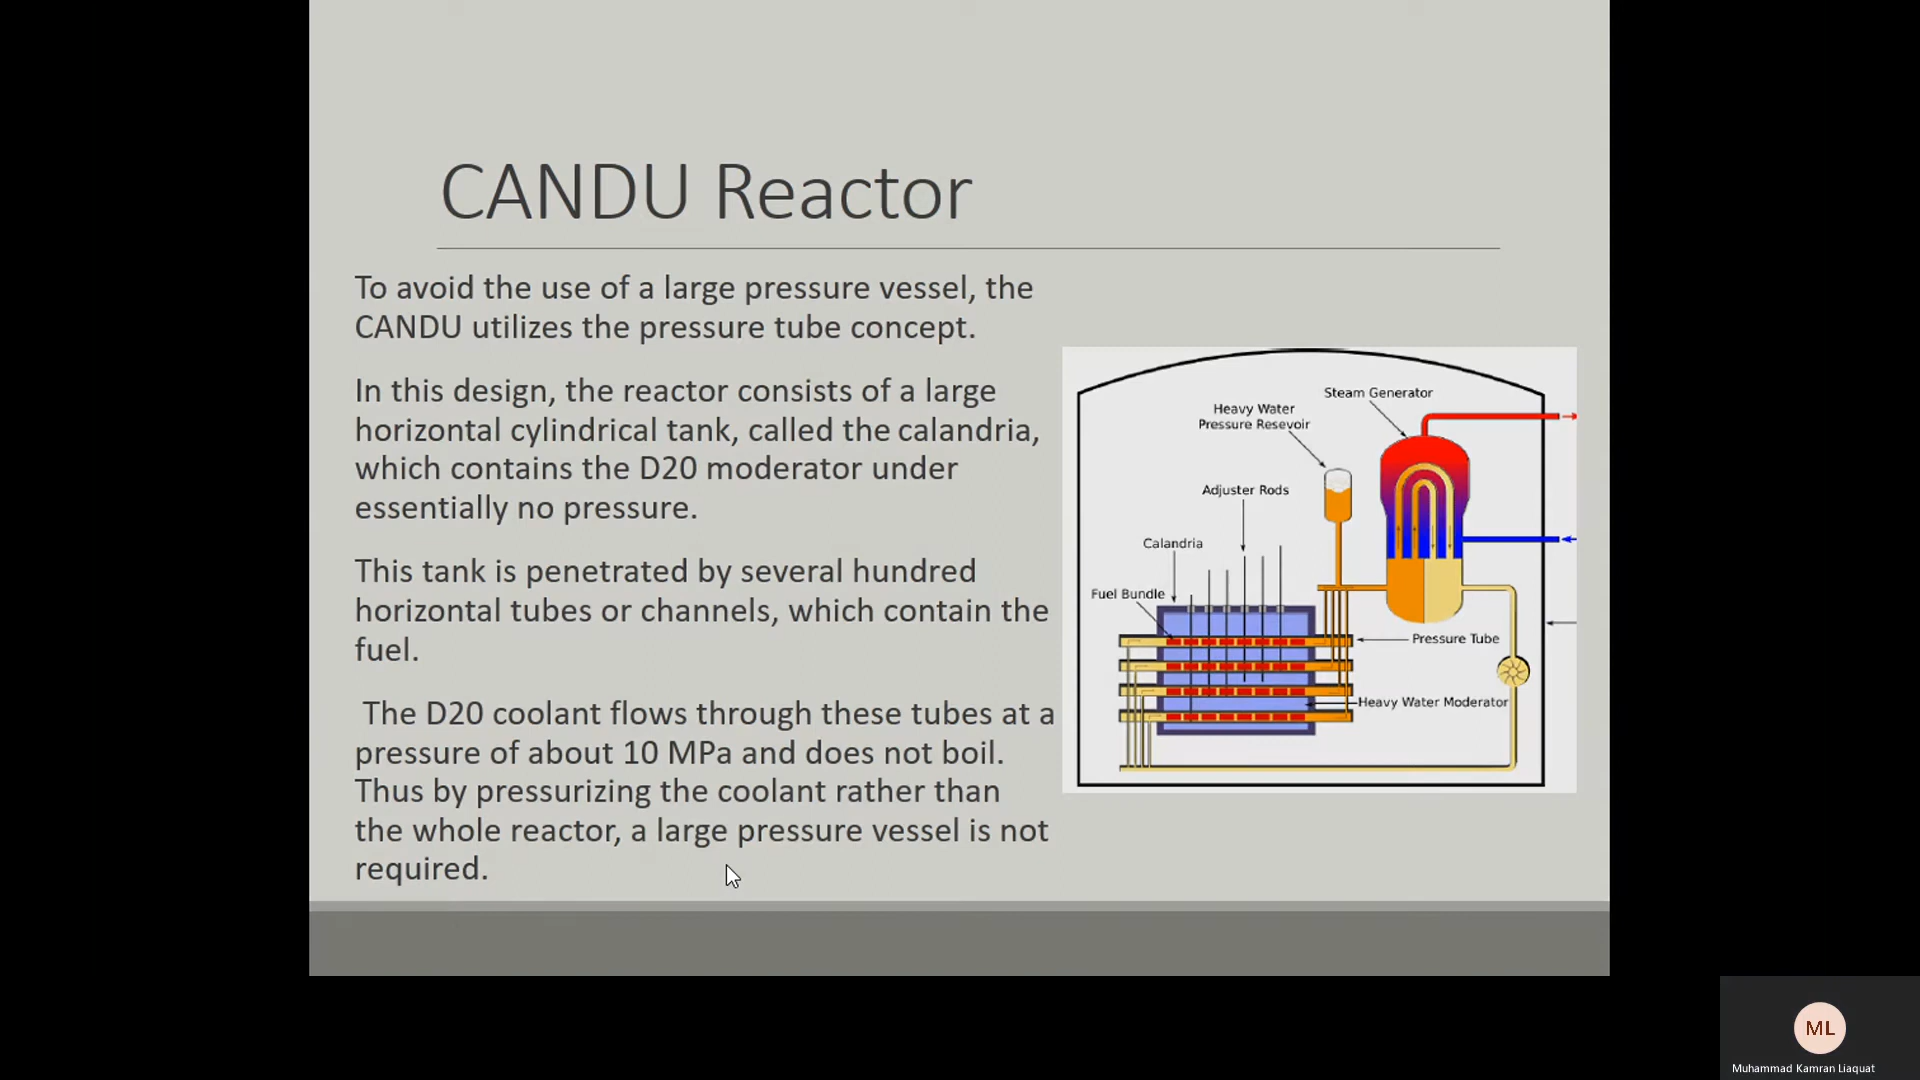 CANDU Reactor
To avoid the use of a large pressure vessel, the
CANDU utilizes the pressure tube concept.
In this design, the reactor consists of a large
horizontal cylindrical tank, called the calandria,
which contains the D20 moderator under
essentially no pressure.
This tank is penetrated by several hundred
horizontal tubes or channels, which contain the
fuel.
The D20 coolant flows through these tubes at a
pressure of about 10 MPa and does not boil.
Thus by pressurizing the coolant rather than
the whole reactor, a large pressure vessel is not
required.
Steam Generator
Heavy Water
Pressure Resevoir
Adjuster Rods
Calandria
Fuel Bundle
Pressure Tube
Heavy Water Moderator
ML
Muhammad Kamran Liaquat